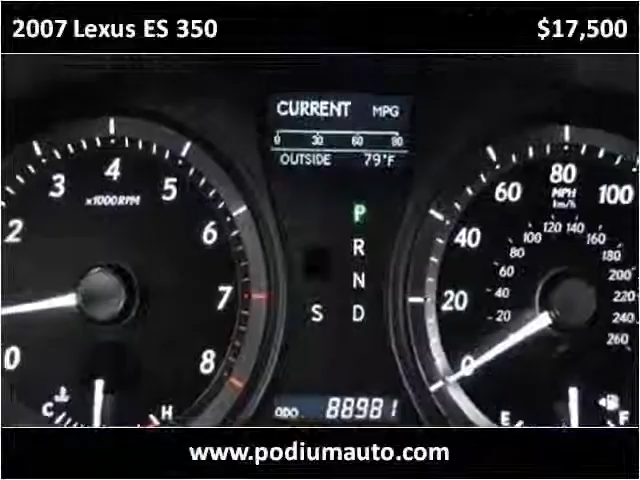 2007 Lexus ES 350 $17,500
CURRENT MPG
0 30 60 80
OUTSIDE 79°F
0 2 3 4 5 6 7 8
x1000RPM
P
R
N
S D
0 20 40 60 80 100
MPH
km/h
20 40 60 80 100 120 140 160 180 200 220 240 260
C H
ODO 88981
E F
www.podiumauto.com